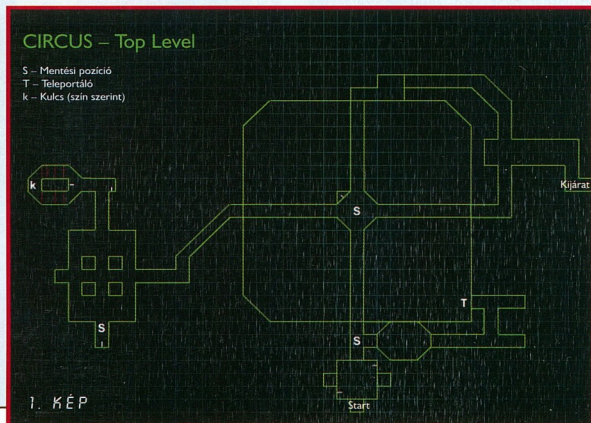 CIRCUS – Top Level
S – Mentési pozíció
T – Teleportáló
k – Kulcs (szín szerint)
k
Kijárat
S
T
S
S
Start
1. KÉP